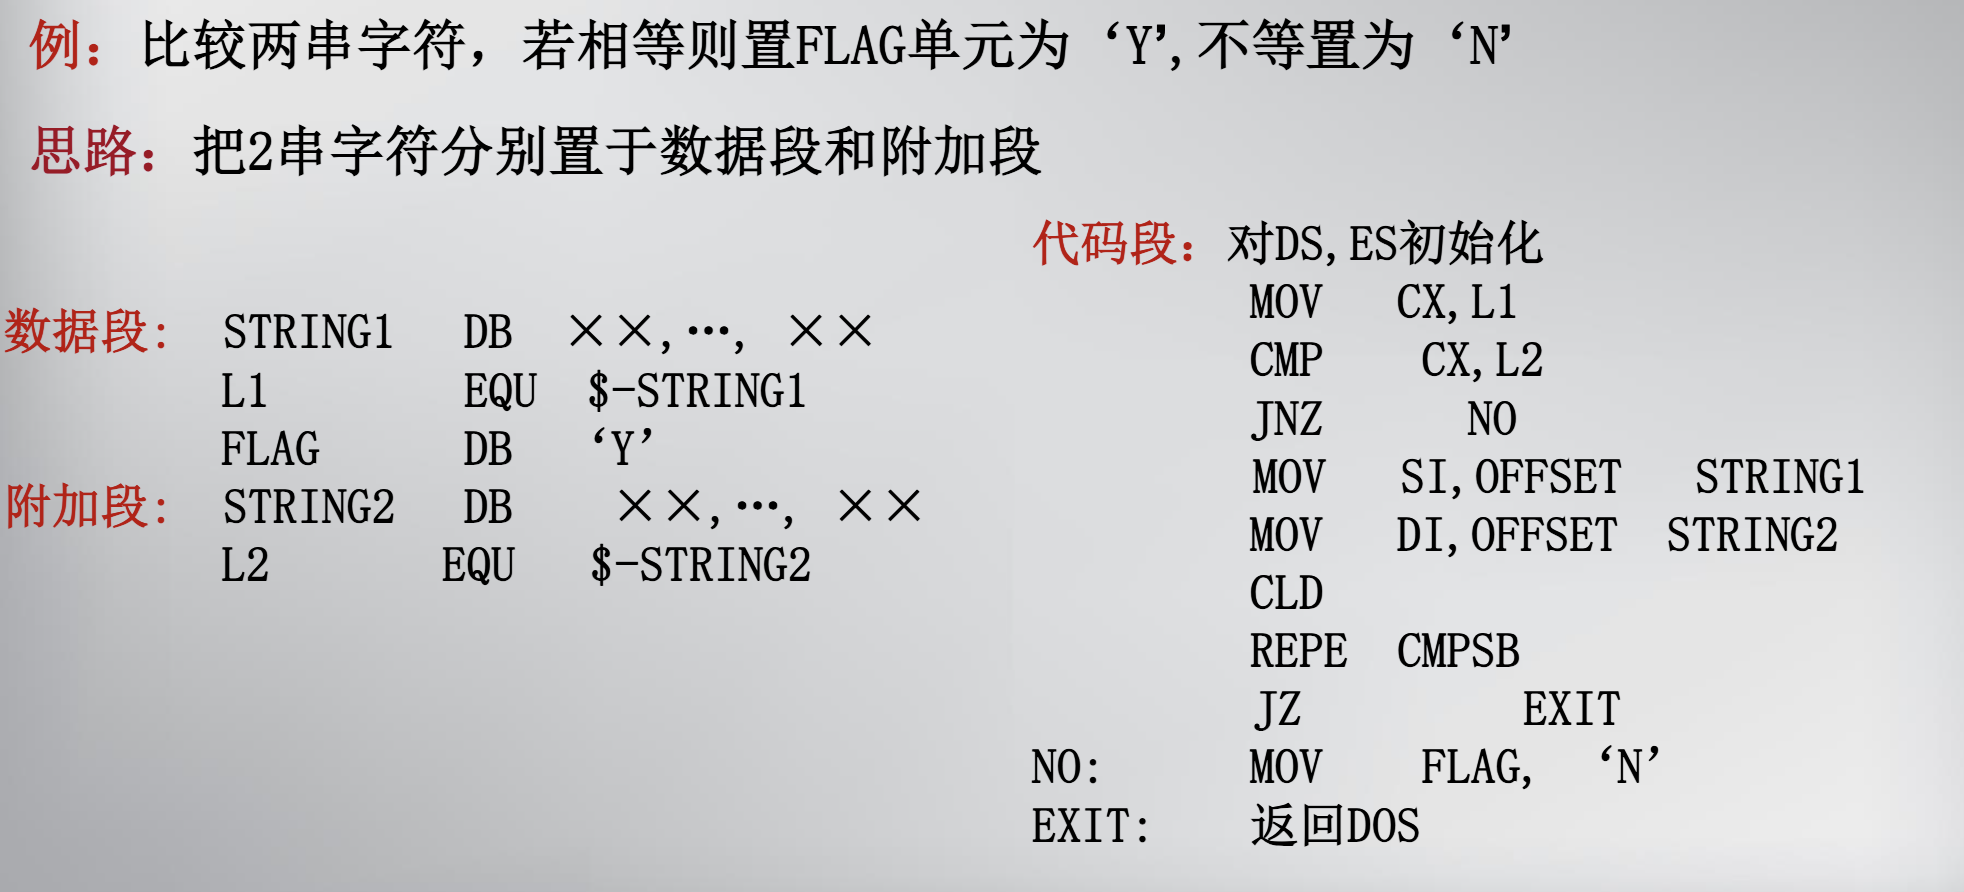 例：比较两串字符，若相等则置FLAG单元为‘Y’,不等置为‘N’
思路：把2串字符分别置于数据段和附加段
数据段: STRING1 DB ××,…, ××
L1 EQU $-STRING1
FLAG DB ‘Y’
附加段: STRING2 DB ××,…, ××
L2 EQU $-STRING2
代码段：对DS,ES初始化
MOV CX,L1
CMP CX,L2
JNZ NO
MOV SI,OFFSET STRING1
MOV DI,OFFSET STRING2
CLD
REPE CMPSB
JZ EXIT
NO: MOV FLAG, ‘N’
EXIT: 返回DOS